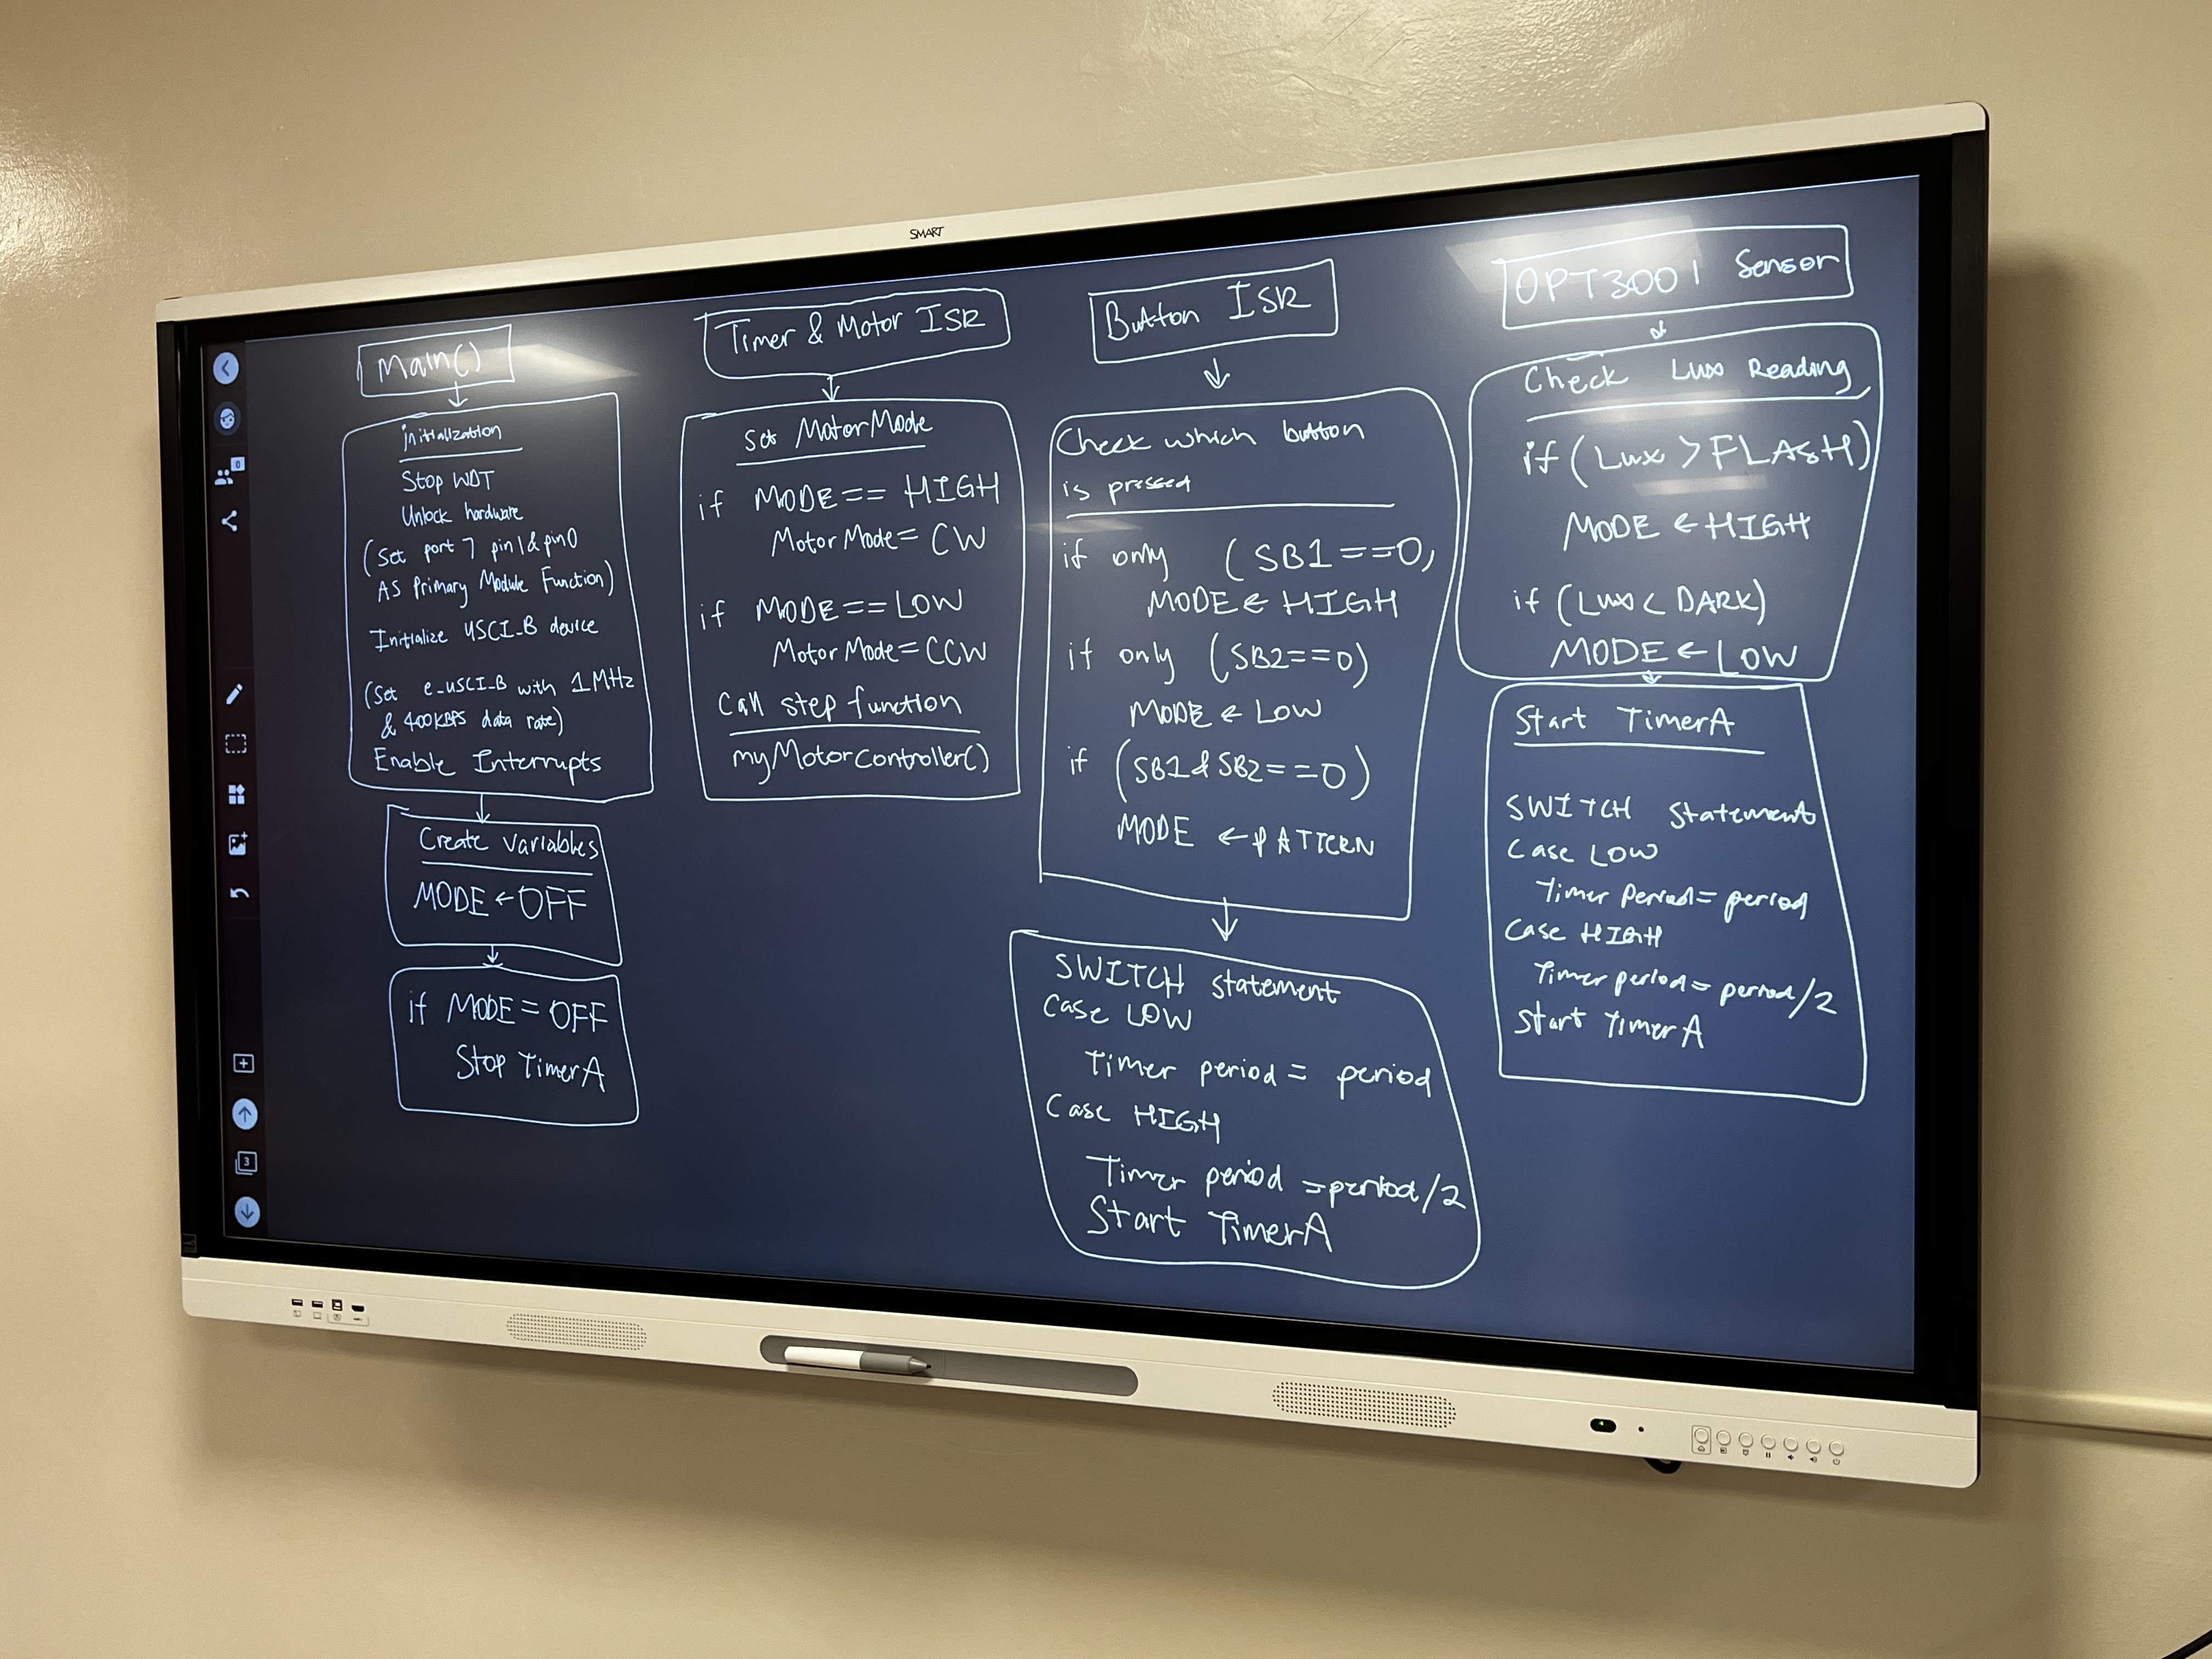 SMART
Main()
initialization
Stop WDT
Unlock hardware
(Set port 7 pin1&pin0
AS Primary Module Function)
Initialize USCI_B device
(Set e_USCI_B with 1MHz
& 400KBPS data rate)
Enable Interrupts
Create variables
MODE ← OFF
if MODE = OFF
Stop TimerA
Timer & Motor ISR
Set MotorMode
if MODE == HIGH
MotorMode = CW
if MODE == LOW
MotorMode = CCW
Call step function
myMotorController()
Button ISR
Check which button
is pressed
if only (SB1==0,
MODE ← HIGH
if only (SB2==0)
MODE ← LOW
if (SB1&SB2==0)
MODE ← PATTERN
SWITCH statement
Case LOW
Timer period = period
Case HIGH
Timer period = period/2
Start TimerA
OPT3001 Sensor
Check Lux Reading
if (Lux > FLASH)
MODE ← HIGH
if (Lux < DARK)
MODE ← LOW
Start TimerA
SWITCH statement
Case LOW
Timer Period = period
Case HIGH
Timer period = period/2
Start TimerA
0
3